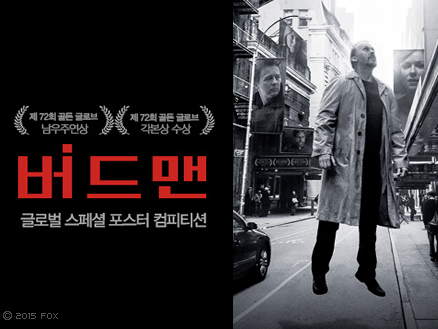 제 72회 골든 글로브
남우주연상
제 72회 골든 글로브
각본상 수상
버드맨
글로벌 스페셜 포스터 컴피티션
© 2015 FOX